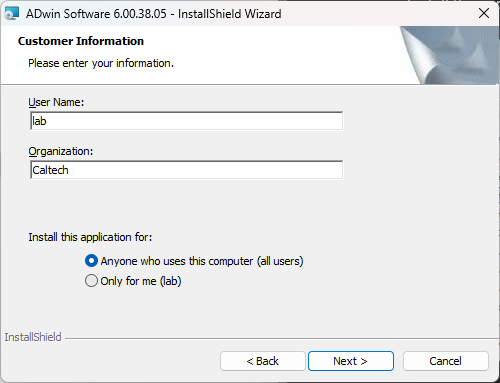 ADwin Software 6.00.38.05 - InstallShield Wizard
Customer Information
Please enter your information.
User Name:
lab
Organization:
Caltech
Install this application for:
Anyone who uses this computer (all users)
Only for me (lab)
InstallShield
< Back Next > Cancel